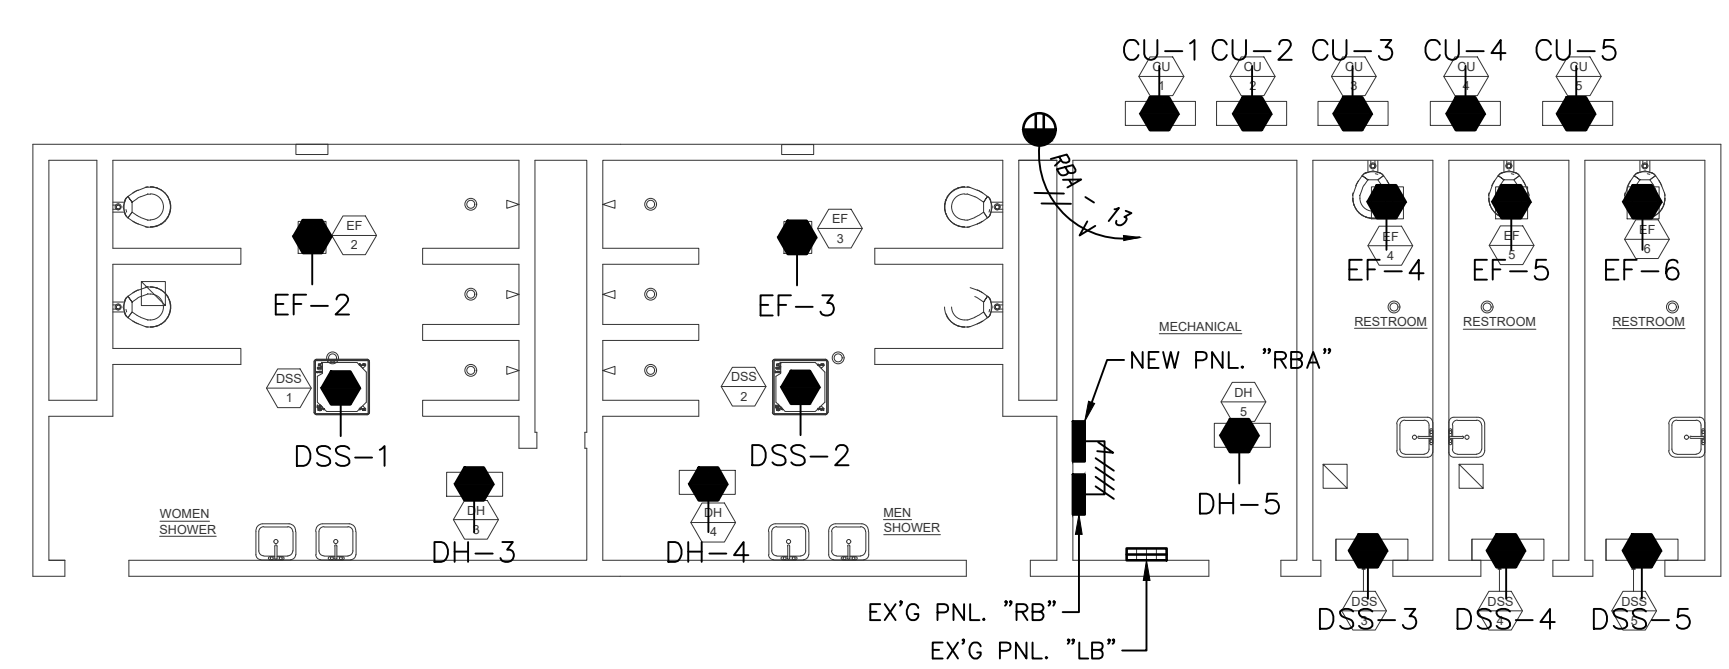 CU-1 CU-2 CU-3 CU-4 CU-5
CU
1
CU
2
CU
3
CU
4
CU
5
RBA - 13
EF
2
EF
3
EF
4
EF
5
EF
6
EF-2
EF-3
EF-4
EF-5
EF-6
MECHANICAL
RESTROOM
RESTROOM
RESTROOM
NEW PNL. "RBA"
DSS
1
DSS
2
DH
5
DSS-1
DSS-2
DH-5
WOMEN
SHOWER
DH
3
DH
4
MEN
SHOWER
DH-3
DH-4
EX'G PNL. "RB"
EX'G PNL. "LB"
DSS
3
DSS
4
DSS
5
DSS-3
DSS-4
DSS-5